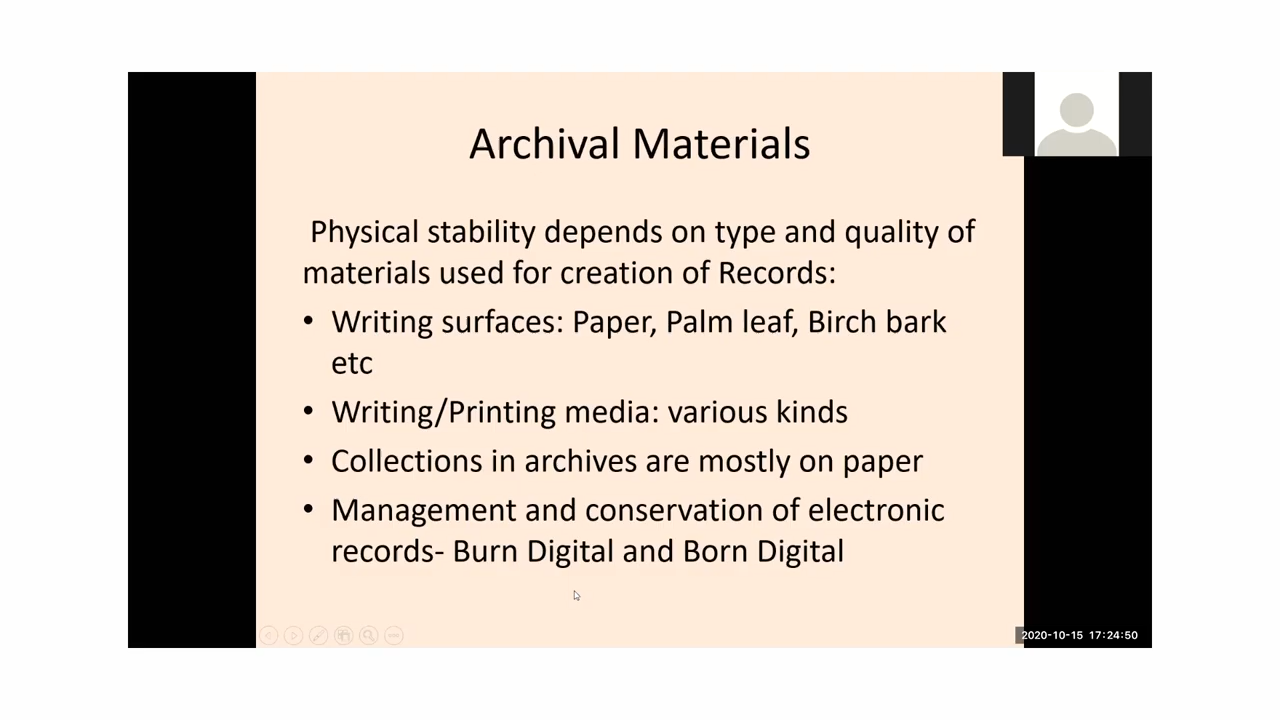 Archival Materials
Physical stability depends on type and quality of
materials used for creation of Records:
• Writing surfaces: Paper, Palm leaf, Birch bark
etc
• Writing/Printing media: various kinds
• Collections in archives are mostly on paper
• Management and conservation of electronic
records- Burn Digital and Born Digital
2020-10-15 17:24:50